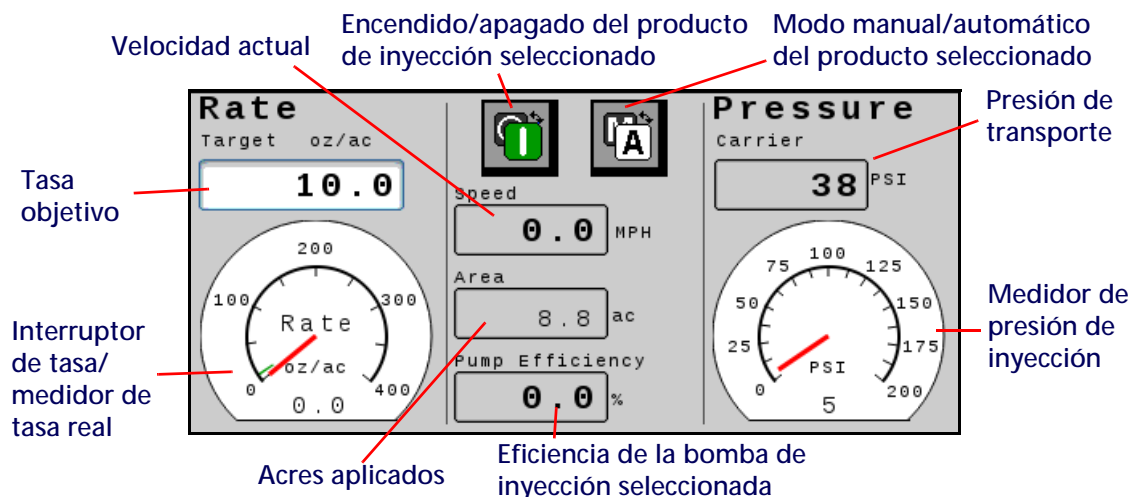 Velocidad actual
Encendido/apagado del producto
de inyección seleccionado
Modo manual/automático
del producto seleccionado
Presión de
transporte
Tasa
objetivo
Interruptor
de tasa/
medidor de
tasa real
Rate
Target oz/ac
10.0
0
100
200
300
400
Rate
oz/ac
0.0
I
M
A
Speed
0.0 MPH
Area
8.8 ac
Pump Efficiency
0.0 %
Pressure
Carrier
38 PSI
0
25
50
75
100
125
150
175
200
PSI
5
Medidor de
presión de
inyección
Acres aplicados
Eficiencia de la bomba de
inyección seleccionada